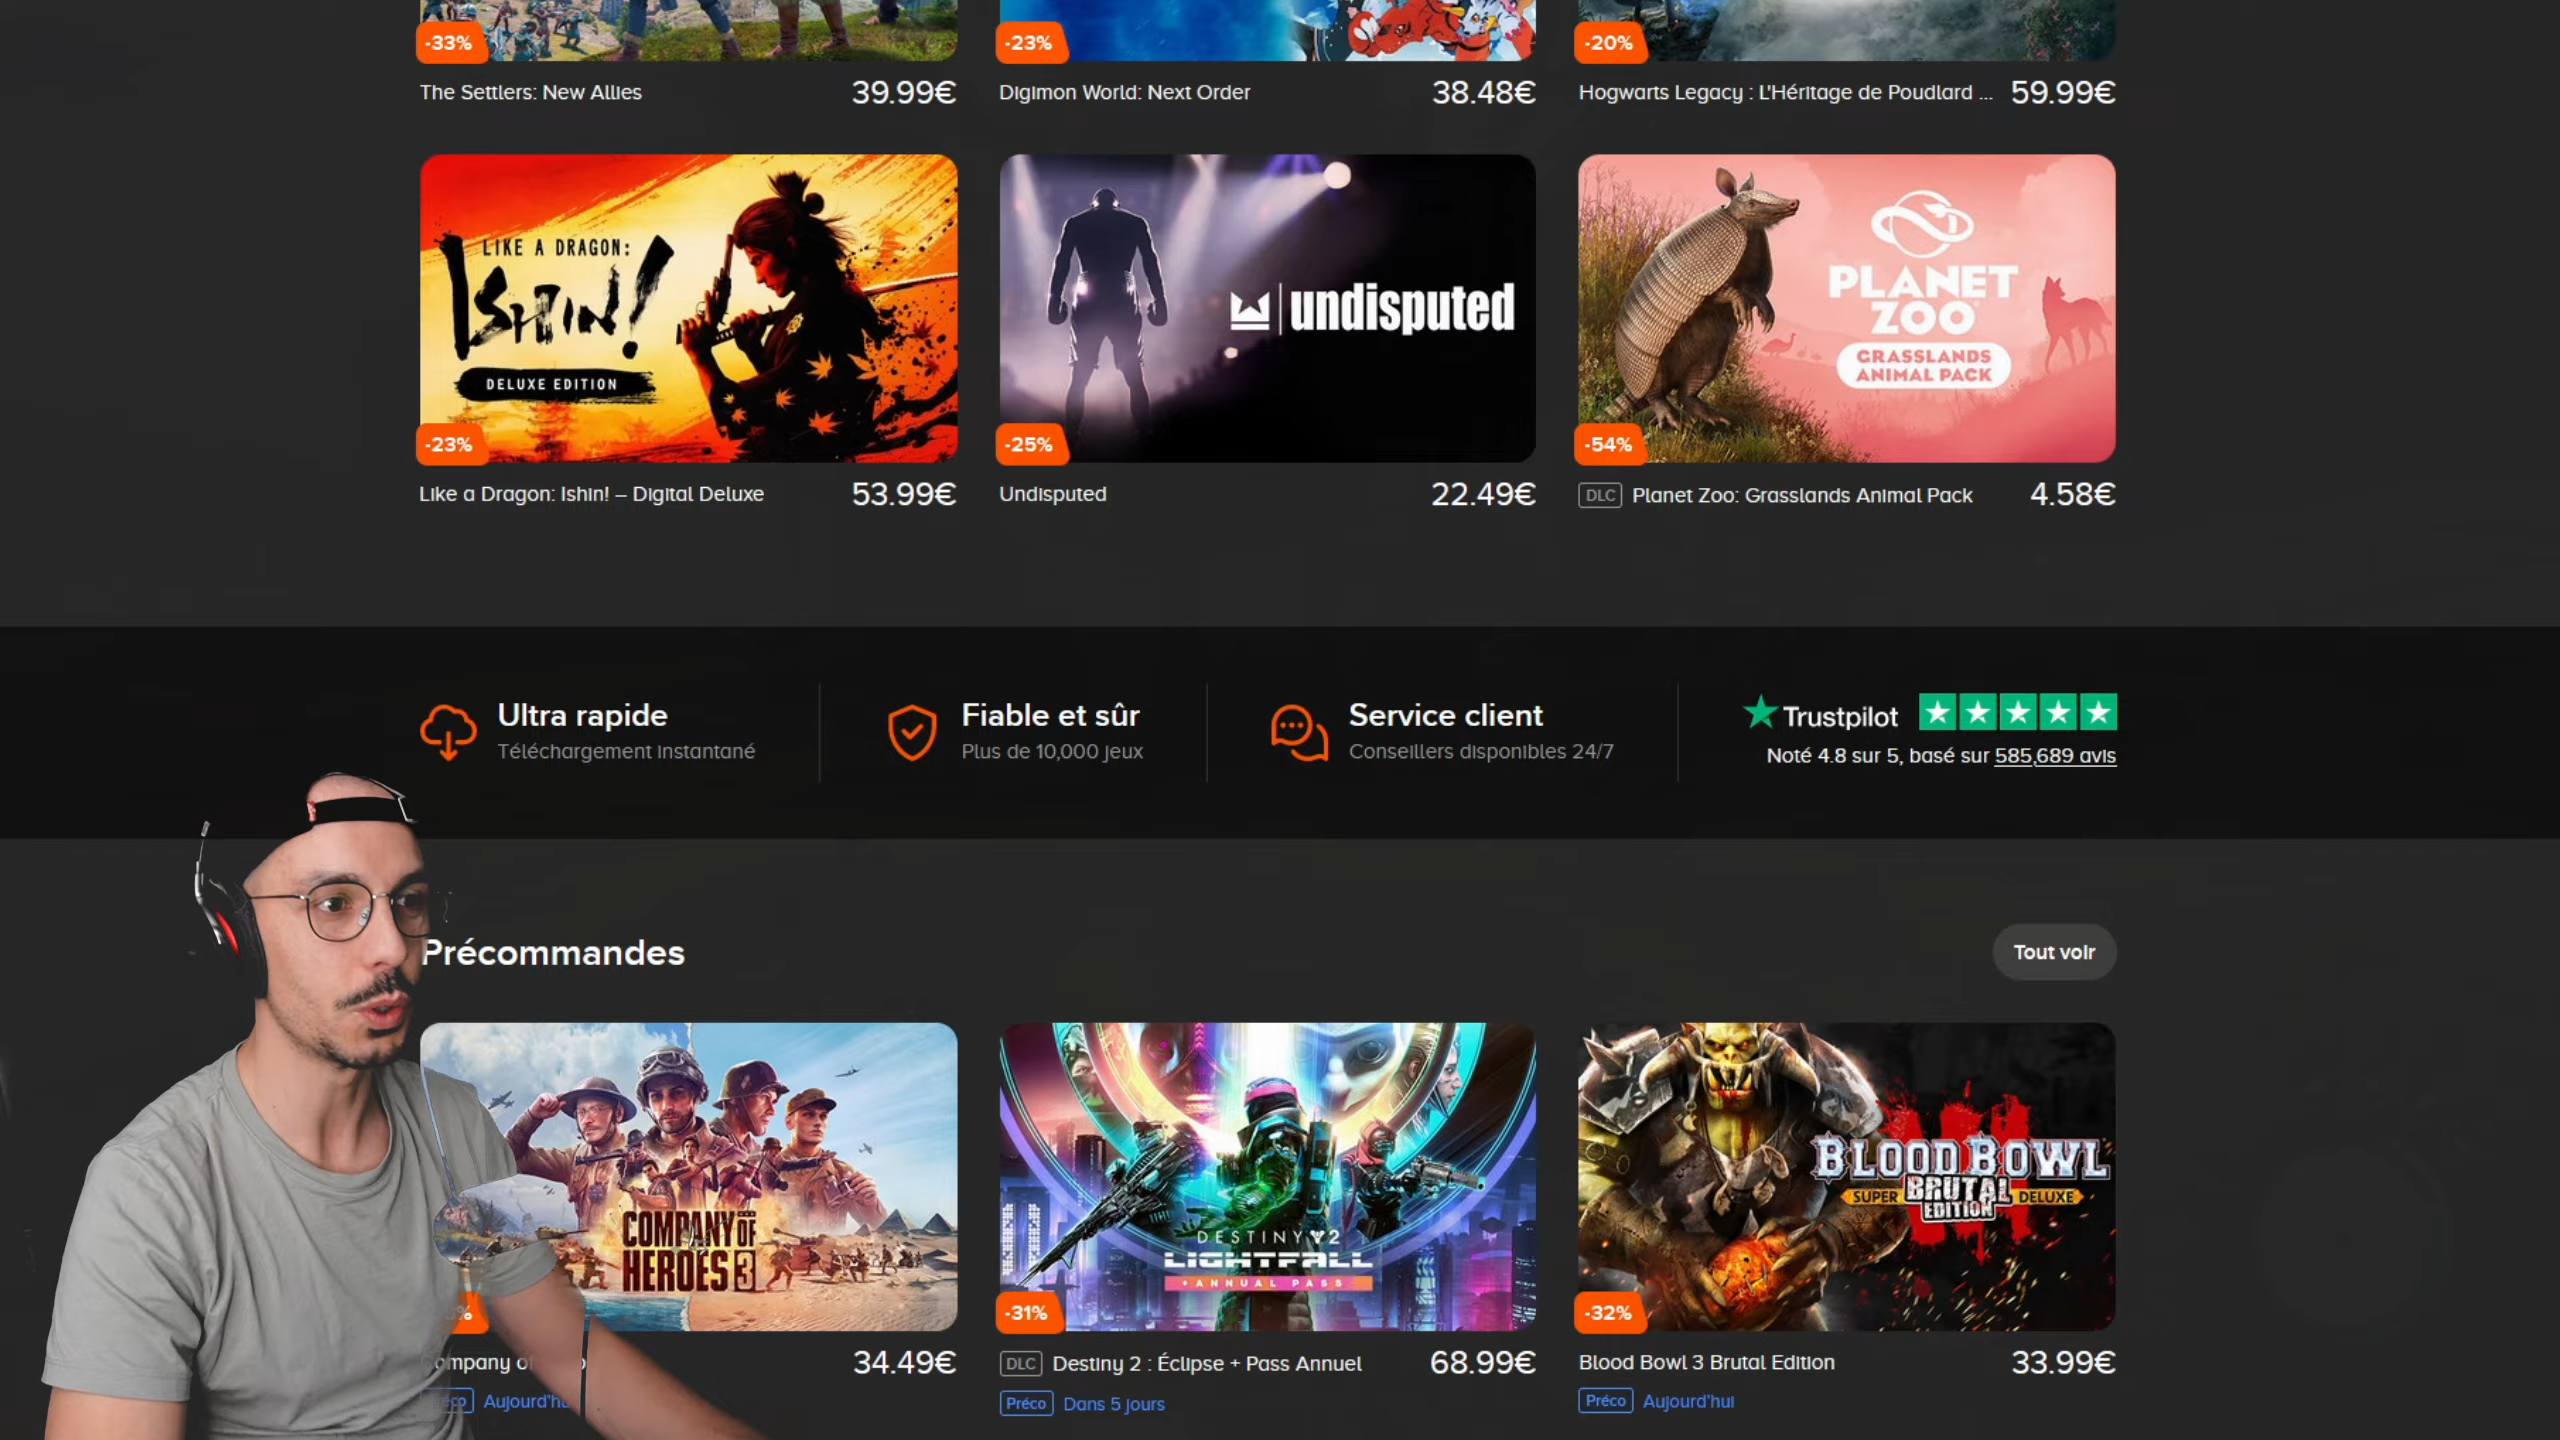 -33%
-23%
-20%
The Settlers: New Allies
39.99€
Digimon World: Next Order
38.48€
Hogwarts Legacy : L'Héritage de Poudlard ...
59.99€
LIKE A DRAGON:
ISHIN!
DELUXE EDITION
undisputed
PLANET
ZOO
GRASSLANDS
ANIMAL PACK
-23%
-25%
-54%
Like a Dragon: Ishin! – Digital Deluxe
53.99€
Undisputed
22.49€
DLC
Planet Zoo: Grasslands Animal Pack
4.58€
Ultra rapide
Téléchargement instantané
Fiable et sûr
Plus de 10,000 jeux
Service client
Conseillers disponibles 24/7
Trustpilot
Noté 4.8 sur 5, basé sur 585,689 avis
Précommandes
Tout voir
COMPANY OF
HEROES 3
DESTINY 2
LIGHTFALL
+ ANNUAL PASS
BLOOD BOWL
SUPER BRUTAL DELUXE
EDITION
-31%
-32%
34.49€
DLC
Destiny 2 : Éclipse + Pass Annuel
68.99€
Blood Bowl 3 Brutal Edition
33.99€
Préco
Dans 5 jours
Préco
Aujourd'hui